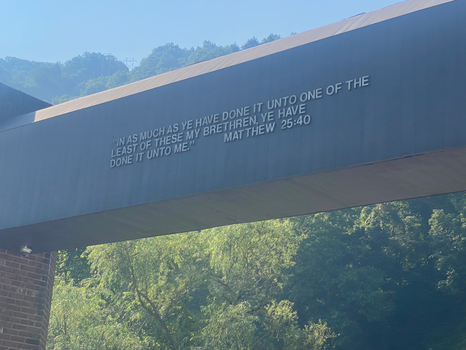 "IN AS MUCH AS YE HAVE DONE IT UNTO ONE OF THE
LEAST OF THESE MY BRETHREN, YE HAVE
DONE IT UNTO ME." MATTHEW 25:40